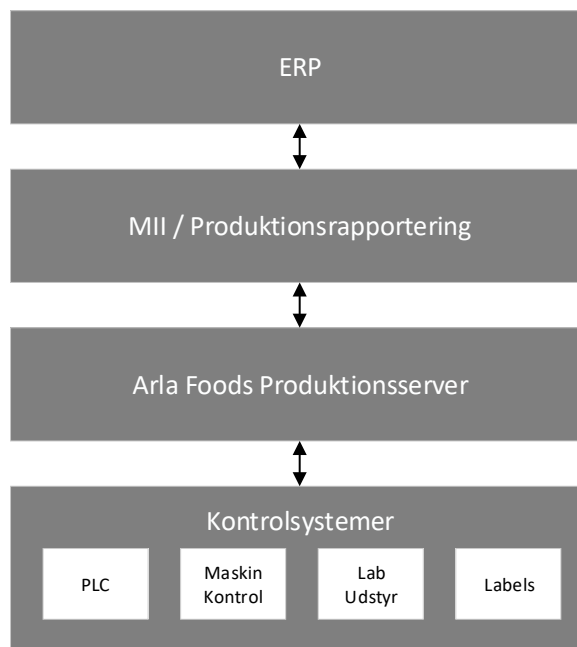 ERP
MII / Produktionsrapportering
Arla Foods Produktionsserver
Kontrolsystemer
PLC
Maskin
Kontrol
Lab
Udstyr
Labels